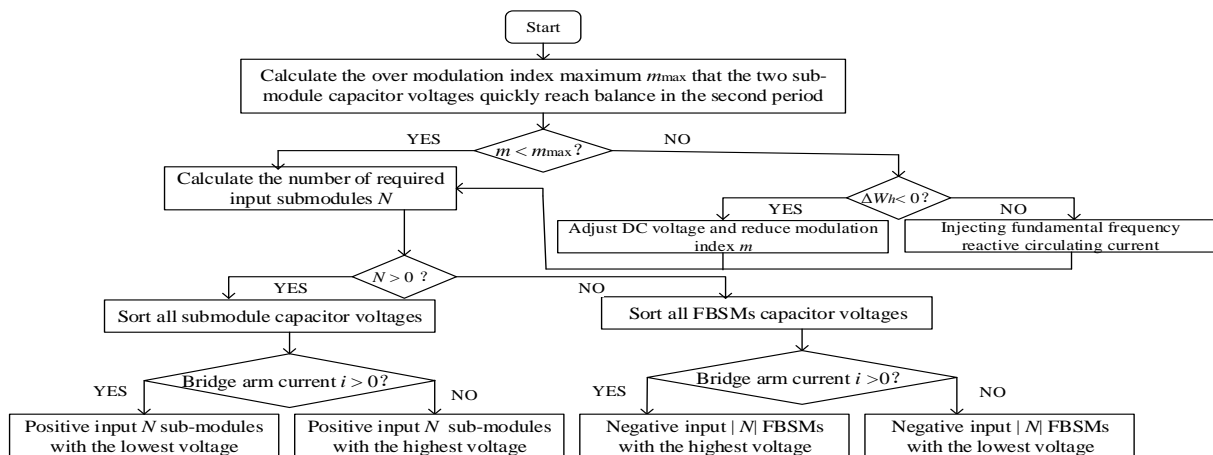 Start
Calculate the over modulation index maximum mmax that the two sub-
module capacitor voltages quickly reach balance in the second period
YES
NO
m < mmax?
Calculate the number of required
input submodules N
ΔWh< 0?
YES
NO
Adjust DC voltage and reduce modulation
index m
Injecting fundamental frequency
reactive circulating current
N > 0 ?
YES
NO
Sort all submodule capacitor voltages
Sort all FBSMs capacitor voltages
Bridge arm current i > 0?
YES
NO
Bridge arm current i >0?
YES
NO
Positive input N sub-modules
with the lowest voltage
Positive input N sub-modules
with the highest voltage
Negative input | N| FBSMs
with the highest voltage
Negative input | N| FBSMs
with the lowest voltage